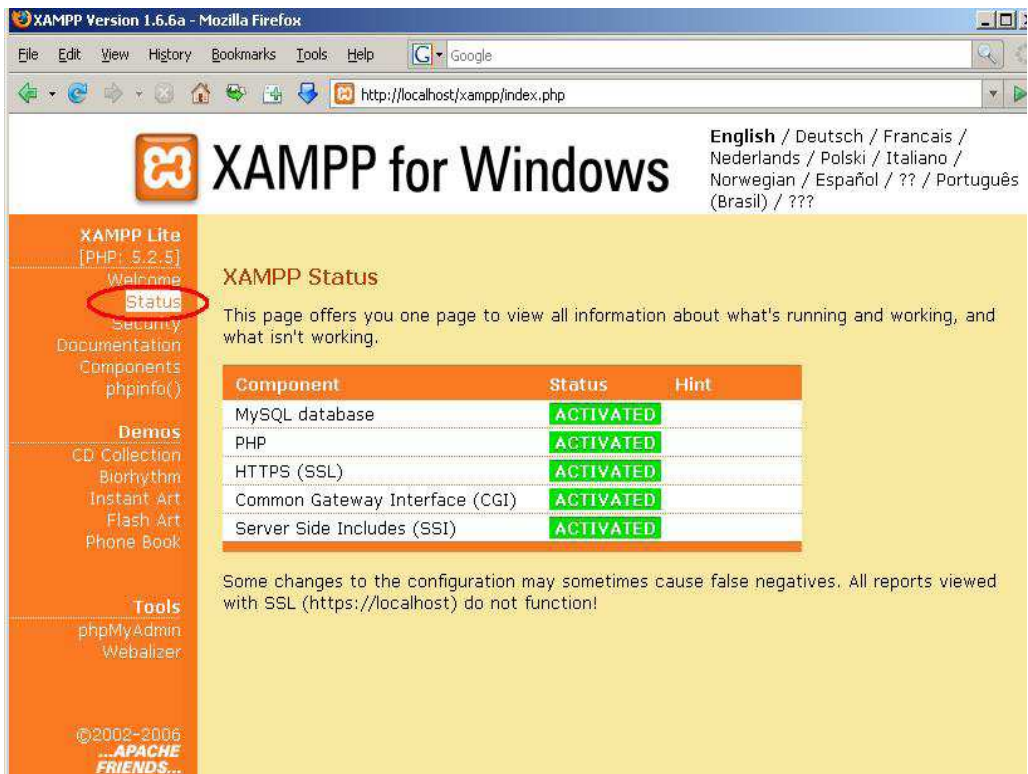 XAMPP Version 1.6.6a - Mozilla Firefox
File Edit View History Bookmarks Tools Help
G Google
http://localhost/xampp/index.php
XAMPP for Windows
English / Deutsch / Francais /
Nederlands / Polski / Italiano /
Norwegian / Español / ?? / Português
(Brasil) / ???
XAMPP Lite
[PHP: 5.2.5]
Welcome
Status
Security
Documentation
Components
phpinfo()
Demos
CD Collection
Biorhythm
Instant Art
Flash Art
Phone Book
Tools
phpMyAdmin
Webalizer
©2002-2006
...APACHE
FRIENDS...
XAMPP Status
This page offers you one page to view all information about what's running and working, and
what isn't working.
Component Status Hint
MySQL database ACTIVATED
PHP ACTIVATED
HTTPS (SSL) ACTIVATED
Common Gateway Interface (CGI) ACTIVATED
Server Side Includes (SSI) ACTIVATED
Some changes to the configuration may sometimes cause false negatives. All reports viewed
with SSL (https://localhost) do not function!